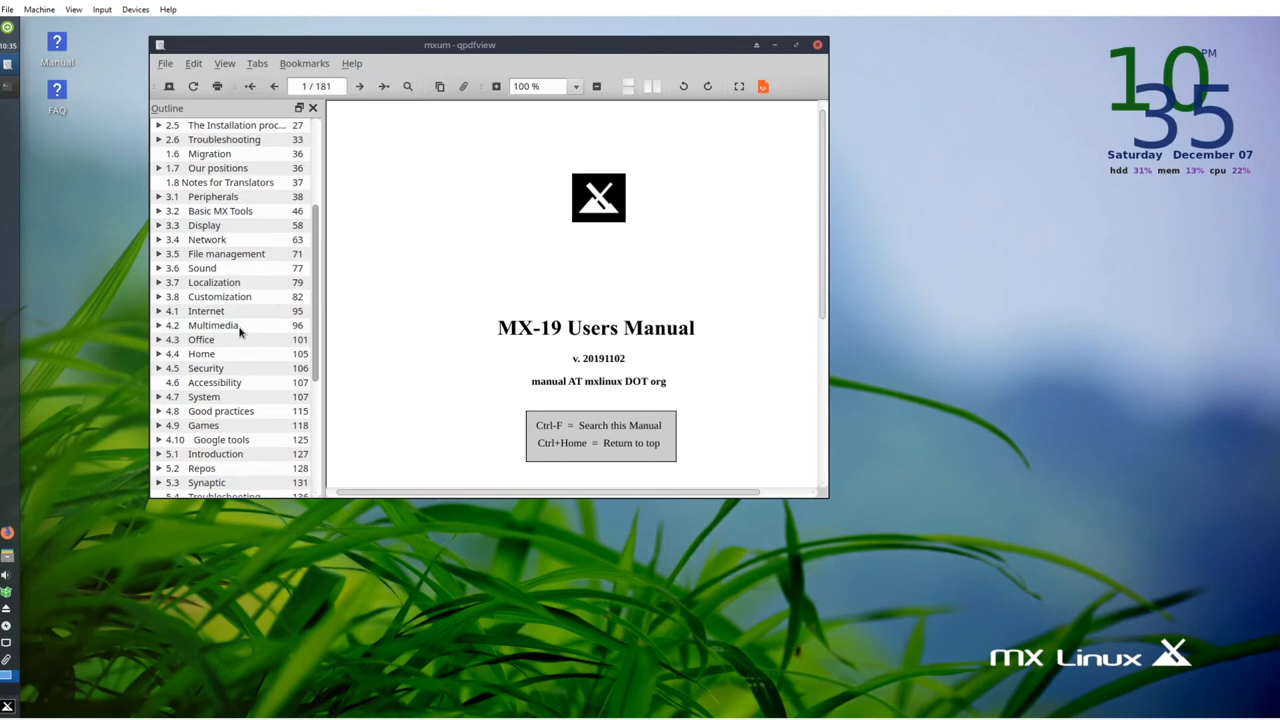 File Machine View Input Devices Help
10:35
Manual
FAQ
mxum - qpdfview
File Edit View Tabs Bookmarks Help
1 / 181
100 %
Outline
2.5 The Installation proc... 27
2.6 Troubleshooting 33
1.6 Migration 36
1.7 Our positions 36
1.8 Notes for Translators 37
3.1 Peripherals 38
3.2 Basic MX Tools 46
3.3 Display 58
3.4 Network 63
3.5 File management 71
3.6 Sound 77
3.7 Localization 79
3.8 Customization 82
4.1 Internet 95
4.2 Multimedia 96
4.3 Office 101
4.4 Home 105
4.5 Security 106
4.6 Accessibility 107
4.7 System 107
4.8 Good practices 115
4.9 Games 118
4.10 Google tools 125
5.1 Introduction 127
5.2 Repos 128
5.3 Synaptic 131
5.4 Troubleshooting 136
MX-19 Users Manual
v. 20191102
manual AT mxlinux DOT org
Ctrl-F = Search this Manual
Ctrl+Home = Return to top
10 PM
35
Saturday December 07
hdd 31% mem 13% cpu 22%
MX Linux